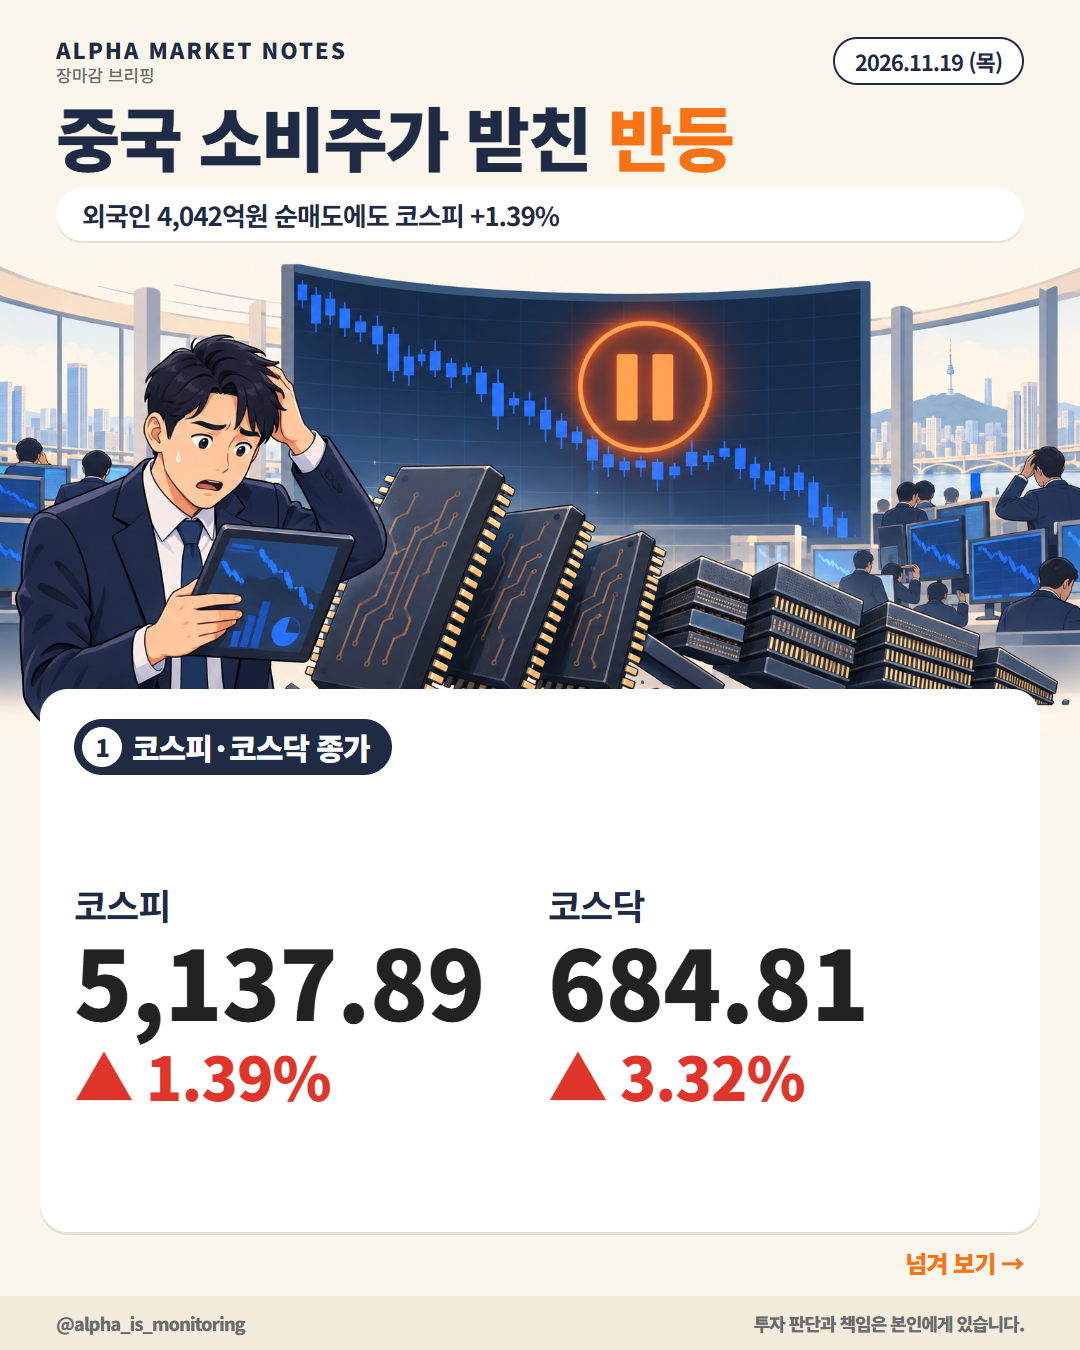 ALPHA MARKET NOTES
장마감 브리핑
2026.11.19 (목)
중국 소비주가 받친 반등
외국인 4,042억원 순매도에도 코스피 +1.39%
1 코스피·코스닥 종가
코스피
5,137.89
▲ 1.39%
코스닥
684.81
▲ 3.32%
넘겨 보기 →
@alpha_is_monitoring
투자 판단과 책임은 본인에게 있습니다.